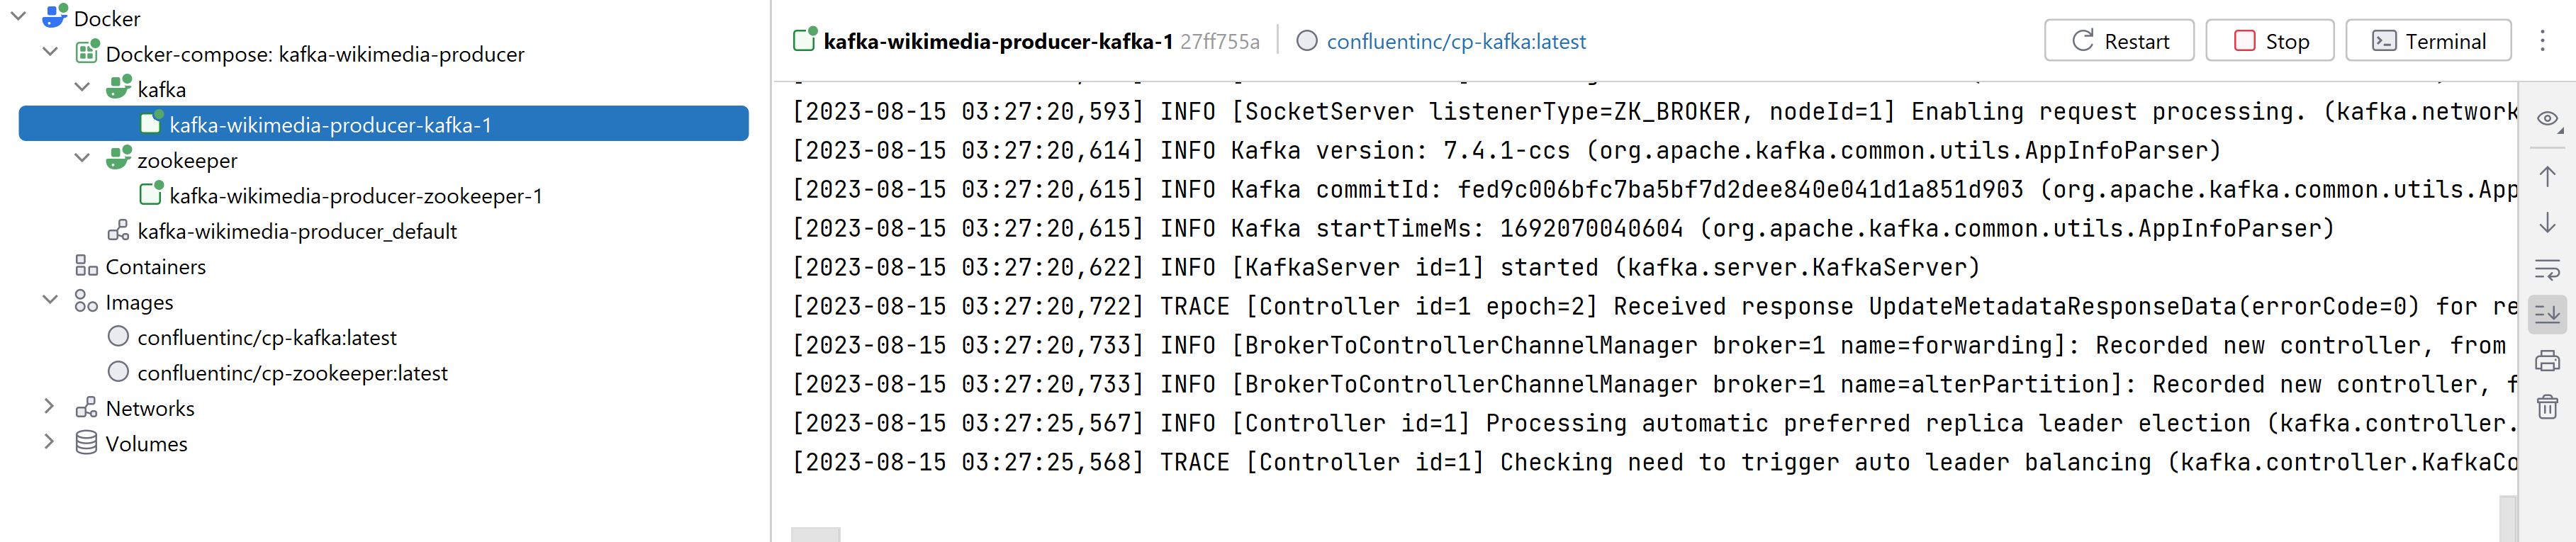 Docker
Docker-compose: kafka-wikimedia-producer
kafka
kafka-wikimedia-producer-kafka-1
zookeeper
kafka-wikimedia-producer-zookeeper-1
kafka-wikimedia-producer_default
Containers
Images
confluentinc/cp-kafka:latest
confluentinc/cp-zookeeper:latest
Networks
Volumes
kafka-wikimedia-producer-kafka-1 27ff755a confluentinc/cp-kafka:latest Restart Stop Terminal
[2023-08-15 03:27:20,593] INFO [SocketServer listenerType=ZK_BROKER, nodeId=1] Enabling request processing. (kafka.network
[2023-08-15 03:27:20,614] INFO Kafka version: 7.4.1-ccs (org.apache.kafka.common.utils.AppInfoParser)
[2023-08-15 03:27:20,615] INFO Kafka commitId: fed9c006bfc7ba5bf7d2dee840e041d1a851d903 (org.apache.kafka.common.utils.App
[2023-08-15 03:27:20,615] INFO Kafka startTimeMs: 1692070040604 (org.apache.kafka.common.utils.AppInfoParser)
[2023-08-15 03:27:20,622] INFO [KafkaServer id=1] started (kafka.server.KafkaServer)
[2023-08-15 03:27:20,722] TRACE [Controller id=1 epoch=2] Received response UpdateMetadataResponseData(errorCode=0) for re
[2023-08-15 03:27:20,733] INFO [BrokerToControllerChannelManager broker=1 name=forwarding]: Recorded new controller, from
[2023-08-15 03:27:20,733] INFO [BrokerToControllerChannelManager broker=1 name=alterPartition]: Recorded new controller, f
[2023-08-15 03:27:25,567] INFO [Controller id=1] Processing automatic preferred replica leader election (kafka.controller.
[2023-08-15 03:27:25,568] TRACE [Controller id=1] Checking need to trigger auto leader balancing (kafka.controller.KafkaCo